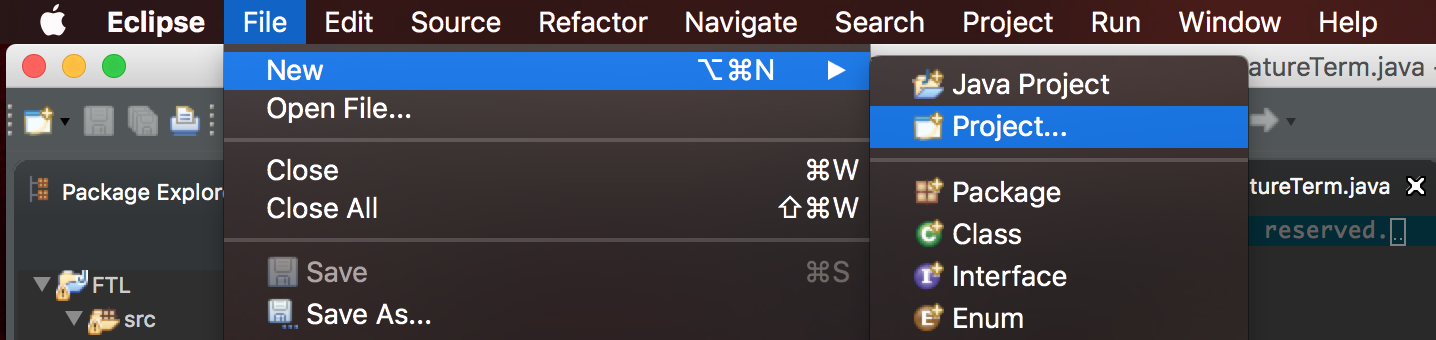 Eclipse File Edit Source Refactor Navigate Search Project Run Window Help
New ⌥⌘N ▶
Open File...
Close ⌘W
Close All ⇧⌘W
Save ⌘S
Save As...
Java Project
Project...
Package
Class
Interface
Enum
atureTerm.java
Package Explor
FTL
src
tureTerm.java
reserved.